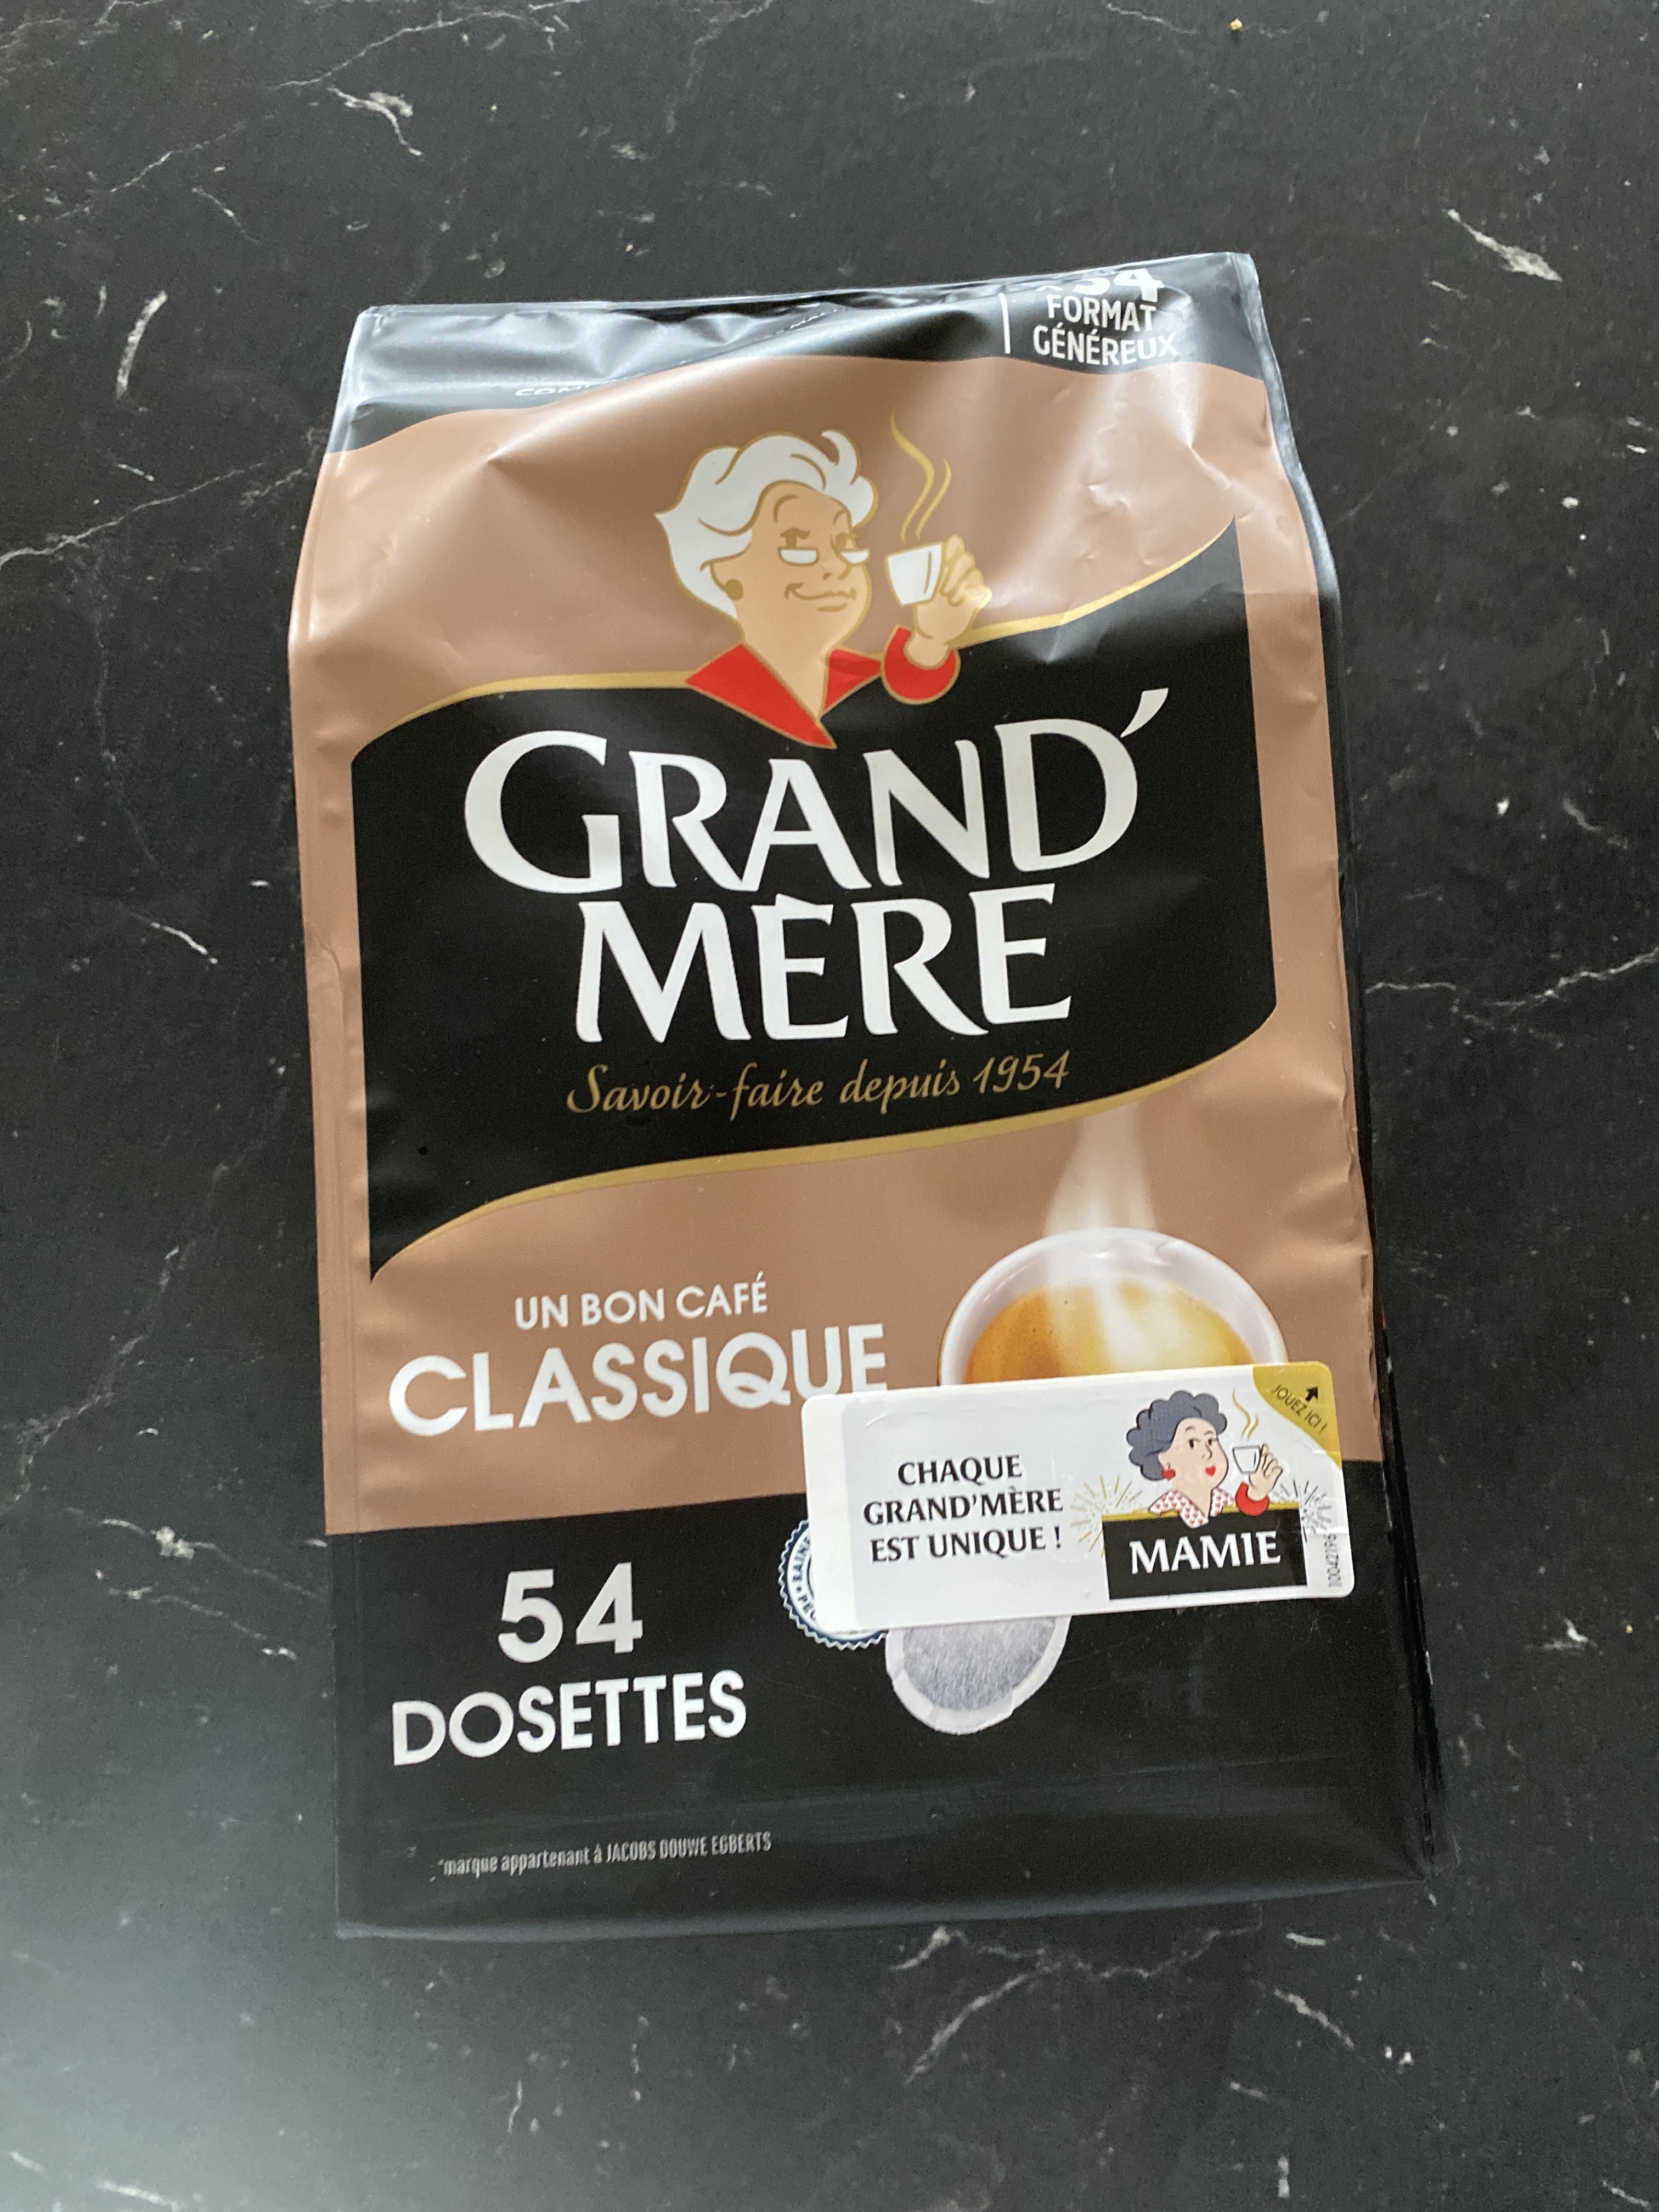 54
FORMAT
GÉNÉREUX
GRAND'
MÈRE
Savoir-faire depuis 1954
UN BON CAFÉ
CLASSIQUE
JOUEZ ICI !
CHAQUE
GRAND'MÈRE
EST UNIQUE !
MAMIE
54
DOSETTES
*marque appartenant à JACOBS DOUWE EGBERTS